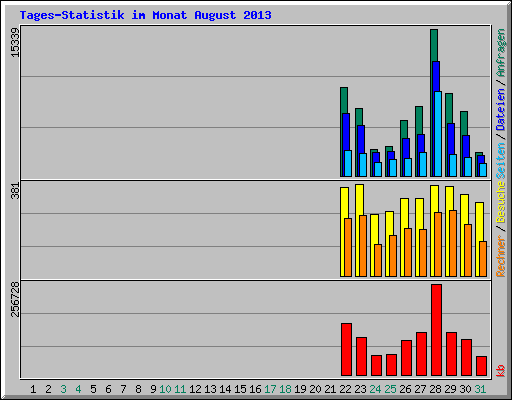 Tages-Statistik im Monat August 2013
15339
381
256728
Anfragen / Dateien / Seiten
Besuche / Rechner
kb
1 2 3 4 5 6 7 8 9 10 11 12 13 14 15 16 17 18 19 20 21 22 23 24 25 26 27 28 29 30 31